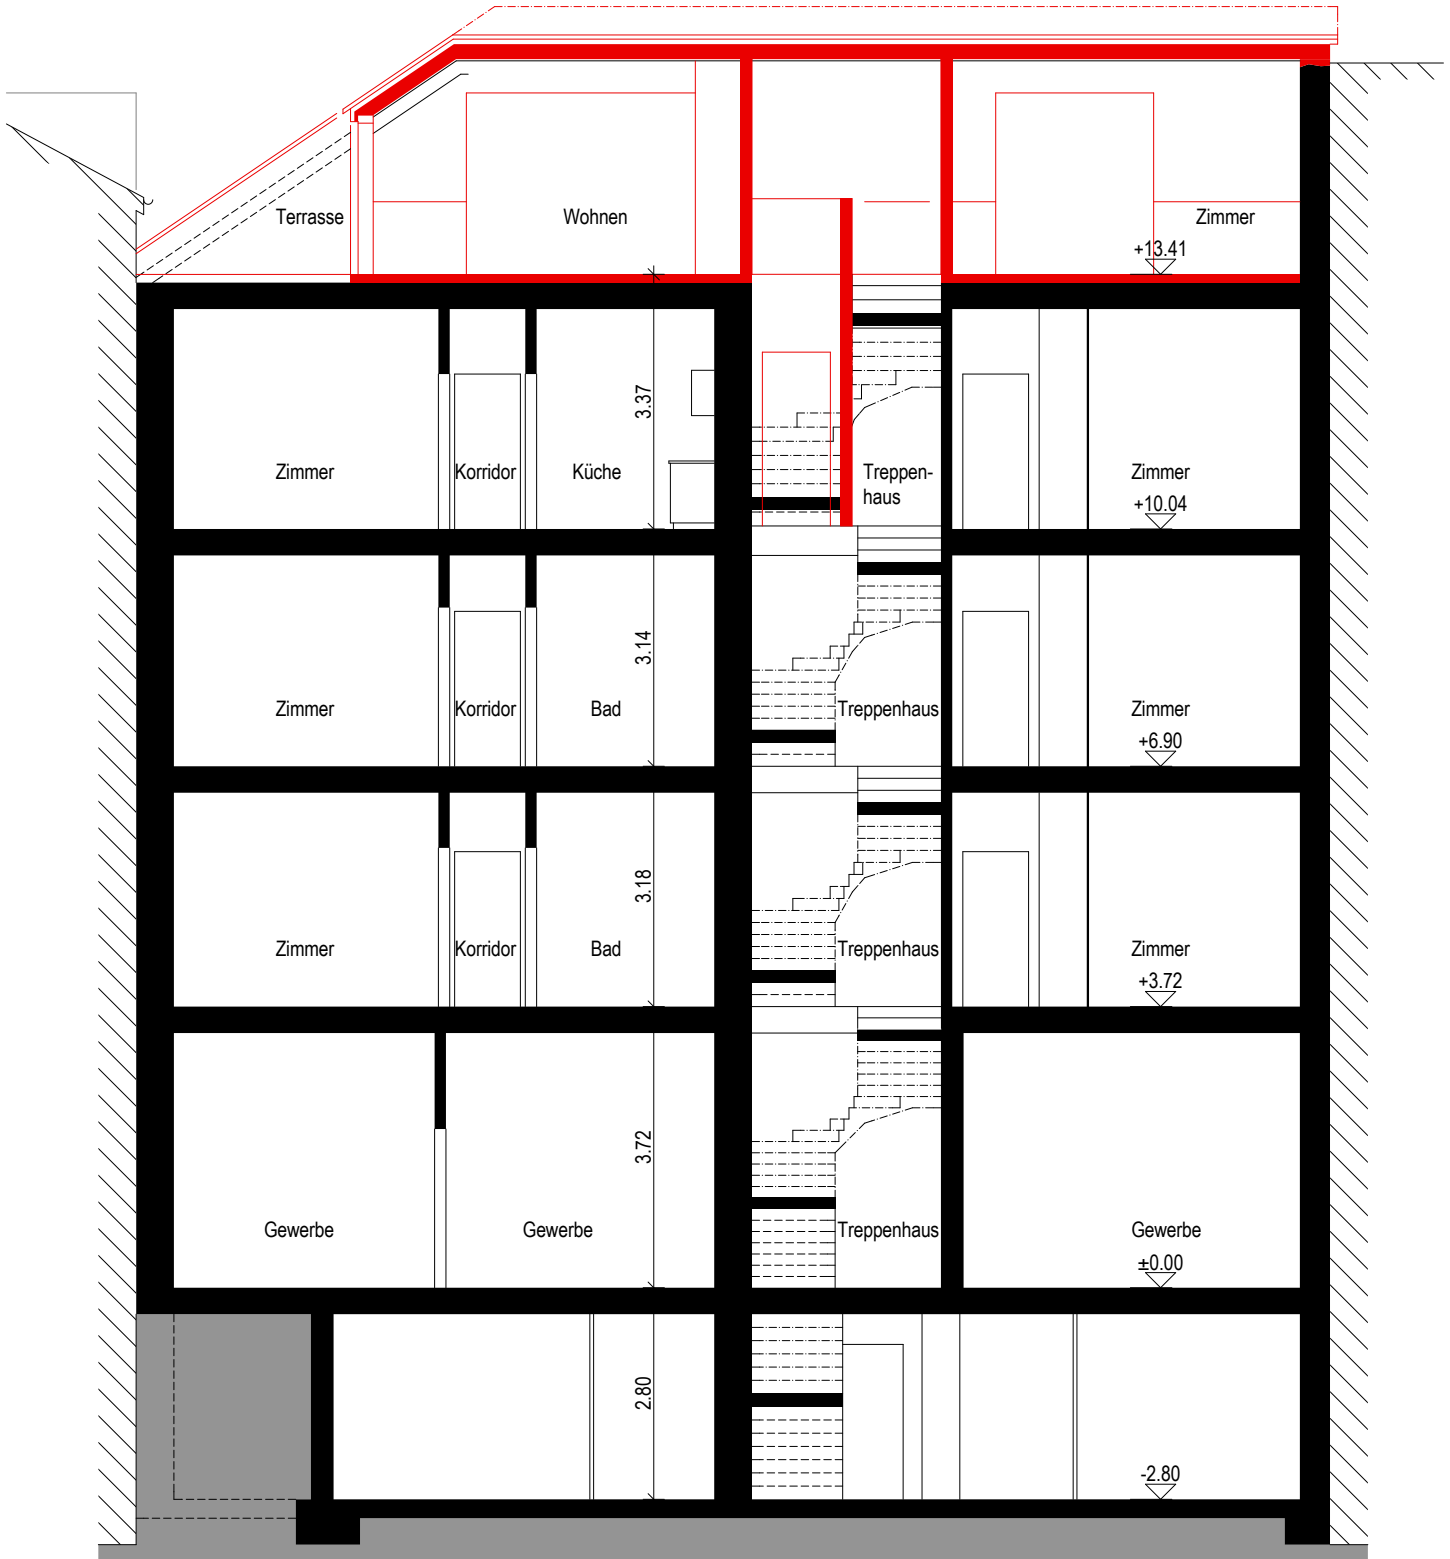 Terrasse
Wohnen
Zimmer
+13.41
3.37
Zimmer
Korridor
Küche
Treppen-
haus
Zimmer
+10.04
3.14
Zimmer
Korridor
Bad
Treppenhaus
Zimmer
+6.90
3.18
Zimmer
Korridor
Bad
Treppenhaus
Zimmer
+3.72
3.72
Gewerbe
Gewerbe
Treppenhaus
Gewerbe
±0.00
2.80
-2.80